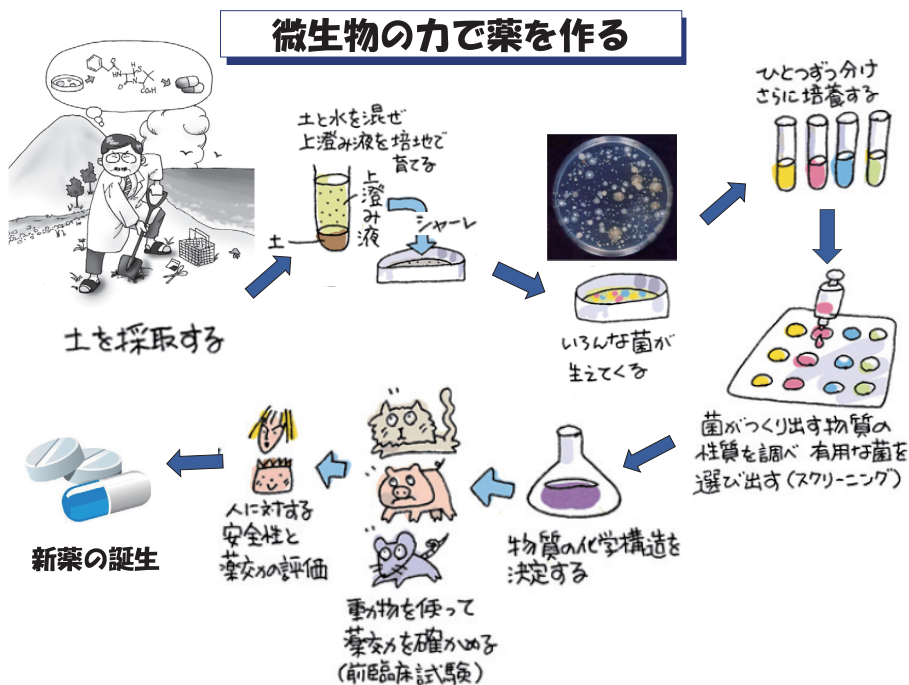 微生物の力で薬を作る
CO₂H
土を採取する
土と水を混ぜ
上澄み液を培地で
育てる
上澄み液
土
シャーレ
いろんな菌が
生えてくる
ひとつずつ分け
さらに培養する
菌がつくり出す物質の
性質を調べ 有用な菌を
選び出す(スクリーニング)
物質の化学構造を
決定する
動物を使って
薬効力を確かめる
(前臨床試験)
人に対する
安全性と
薬効力の評価
新薬の誕生